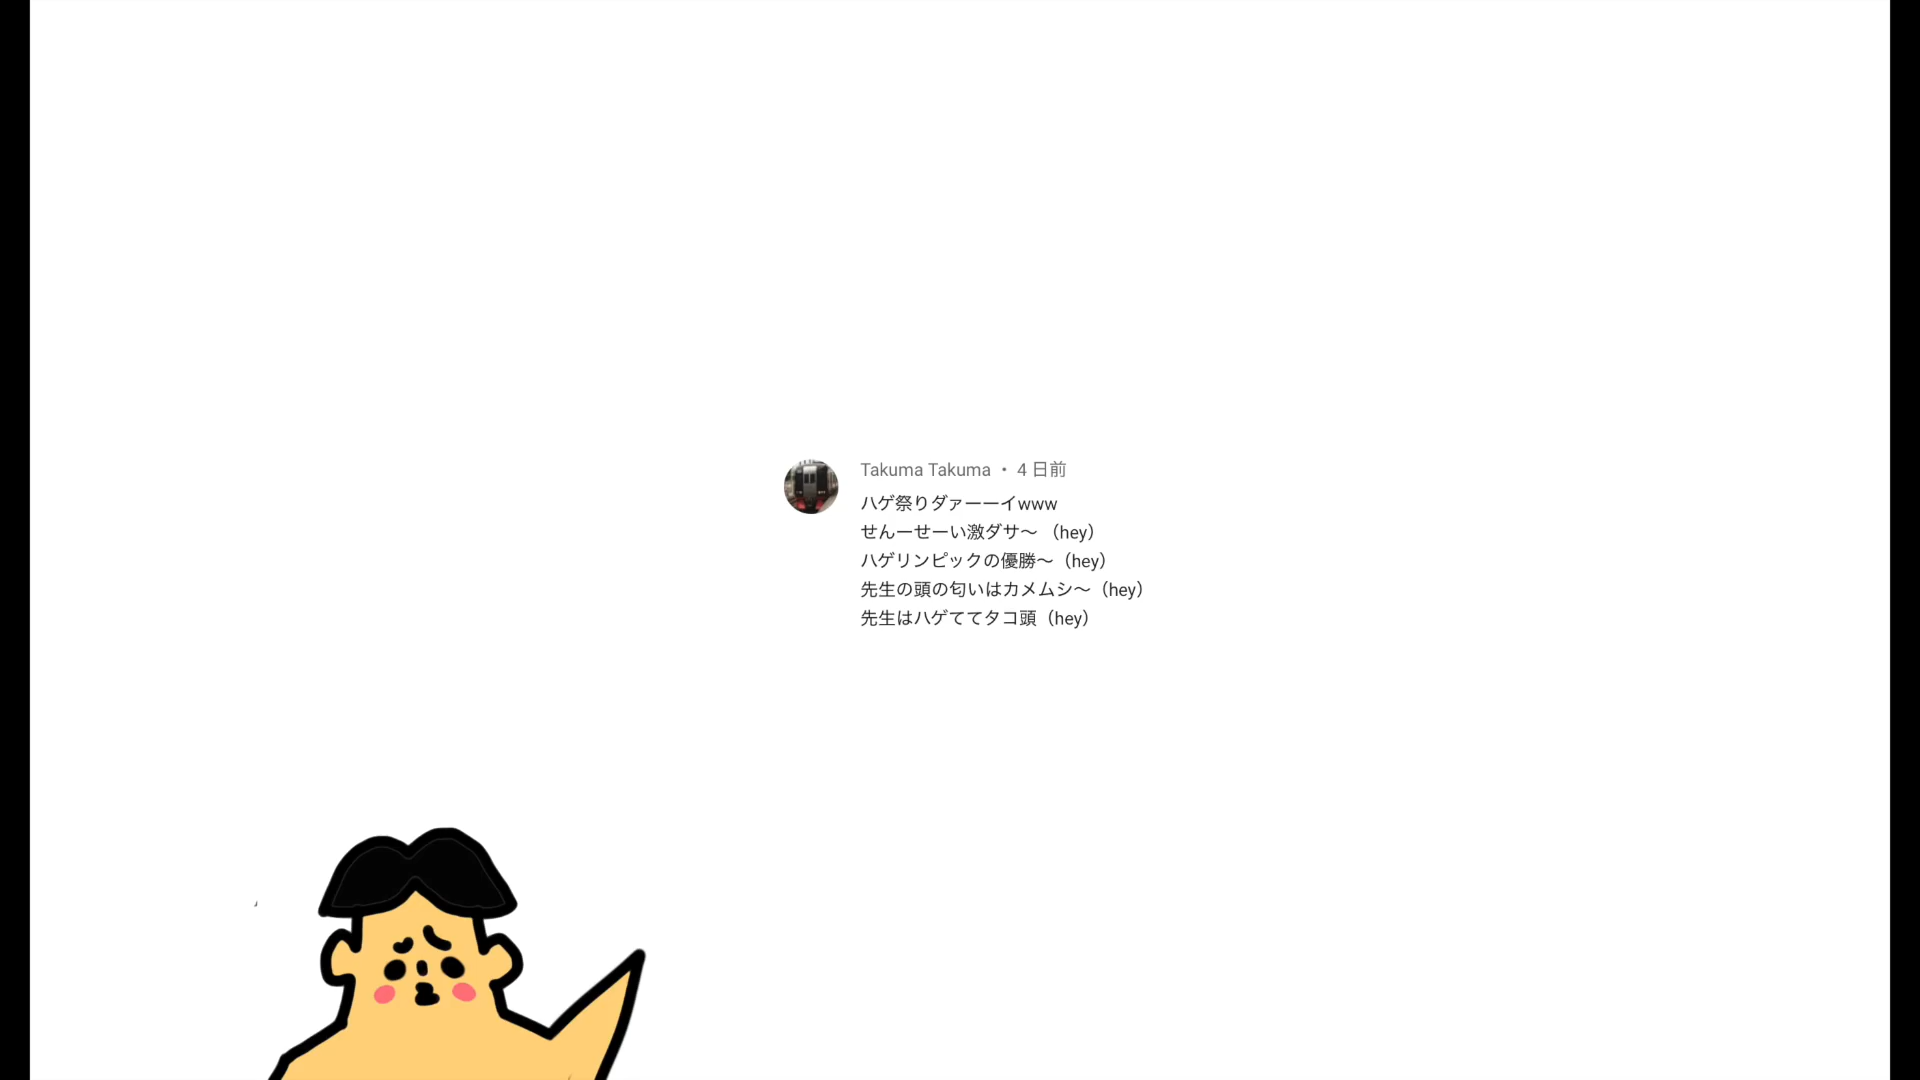 Takuma Takuma • 4 日前
ハゲ祭りダァーーイwww
せんーせーい激ダサ〜 （hey）
ハゲリンピックの優勝〜（hey）
先生の頭の匂いはカメムシ〜（hey）
先生はハゲててタコ頭（hey）